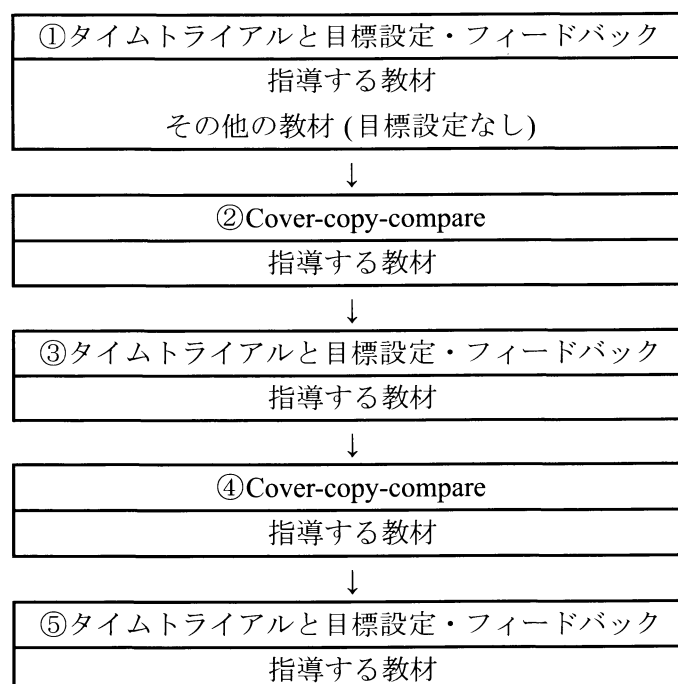 ①タイムトライアルと目標設定・フィードバック
指導する教材
その他の教材 (目標設定なし)
↓
②Cover-copy-compare
指導する教材
↓
③タイムトライアルと目標設定・フィードバック
指導する教材
↓
④Cover-copy-compare
指導する教材
↓
⑤タイムトライアルと目標設定・フィードバック
指導する教材